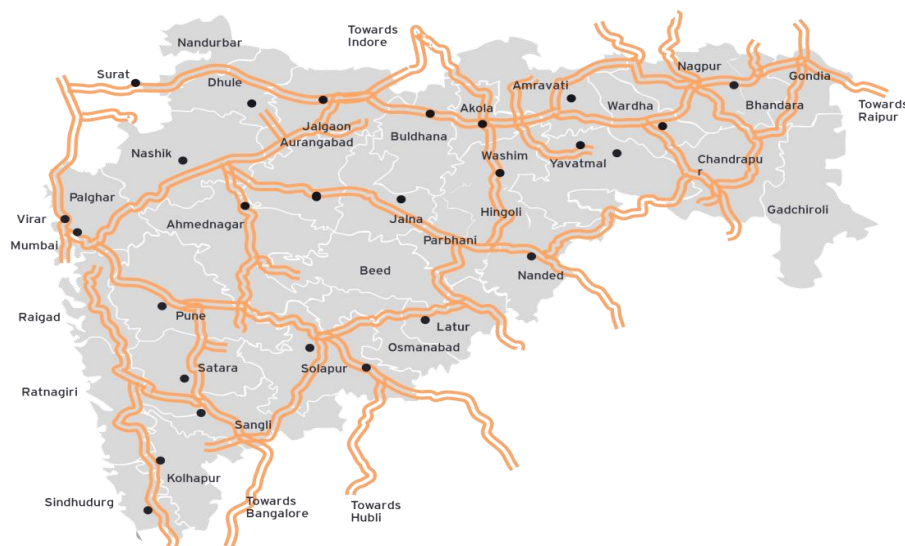 Nandurbar
Towards
Indore
Surat
Dhule
Nagpur
Gondia
Amravati
Akola
Wardha
Bhandara
Towards
Raipur
Jalgaon
Buldhana
Aurangabad
Nashik
Washim
Yavatmal
Chandrapu
r
Palghar
Virar
Ahmednagar
Jalna
Hingoli
Gadchiroli
Mumbai
Parbhani
Beed
Nanded
Raigad
Pune
Latur
Osmanabad
Satara
Solapur
Ratnagiri
Sangli
Kolhapur
Sindhudurg
Towards
Bangalore
Towards
Hubli